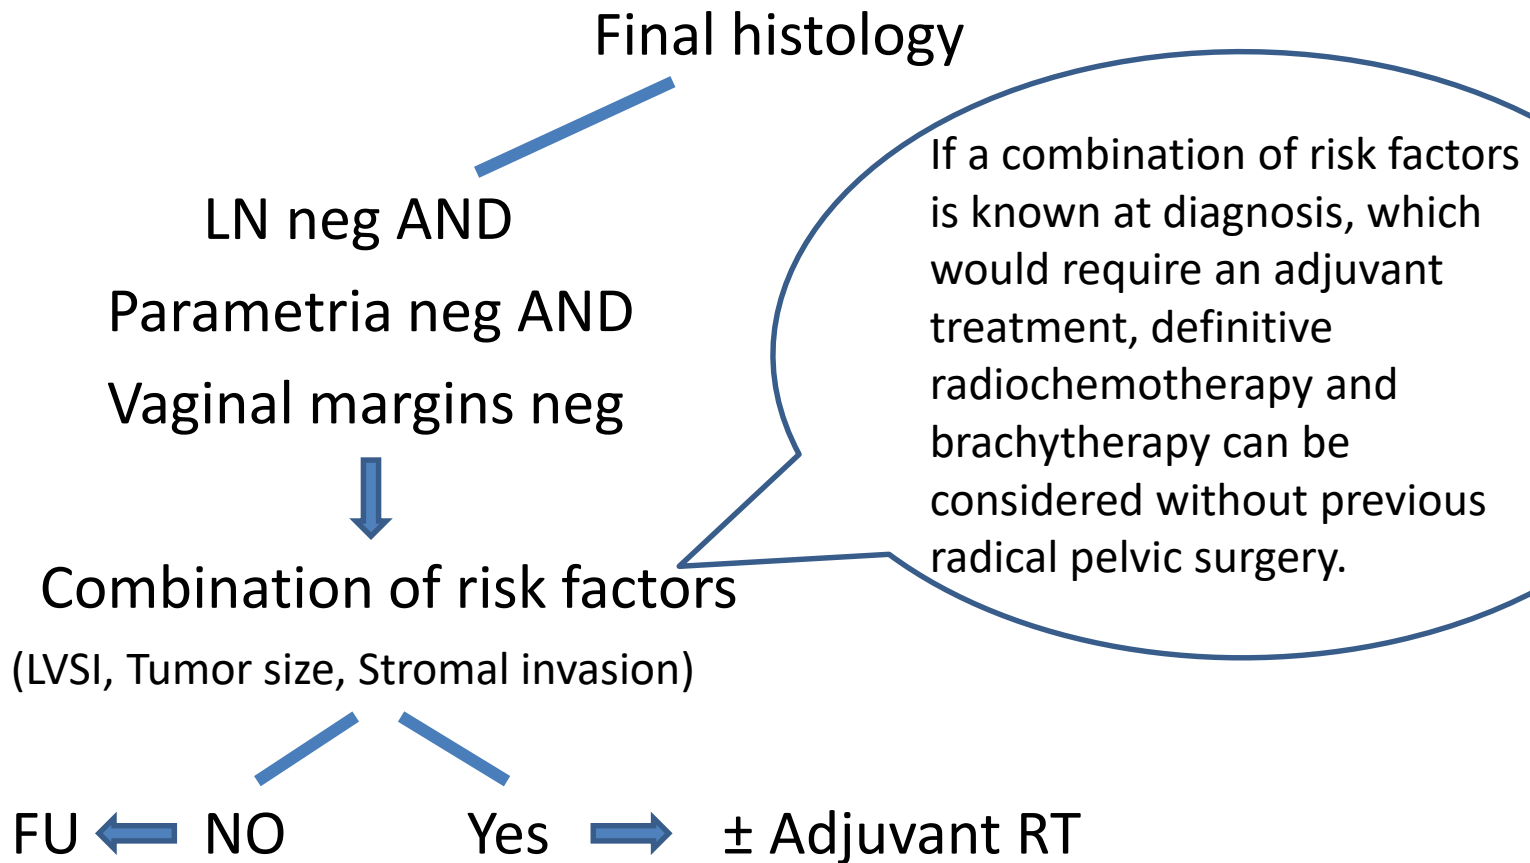 Final histology
LN neg AND
Parametria neg AND
Vaginal margins neg
Combination of risk factors
(LVSI, Tumor size, Stromal invasion)
FU
NO
Yes
± Adjuvant RT
If a combination of risk factors
is known at diagnosis, which
would require an adjuvant
treatment, definitive
radiochemotherapy and
brachytherapy can be
considered without previous
radical pelvic surgery.